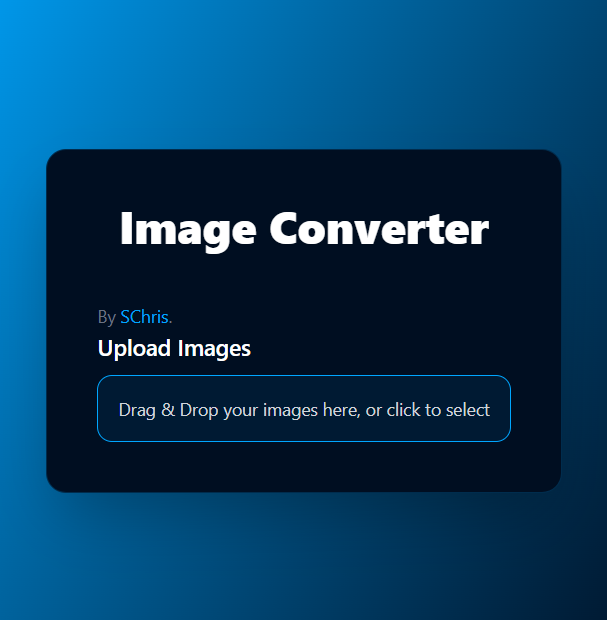 Image Converter
By SChris.
Upload Images
Drag & Drop your images here, or click to select